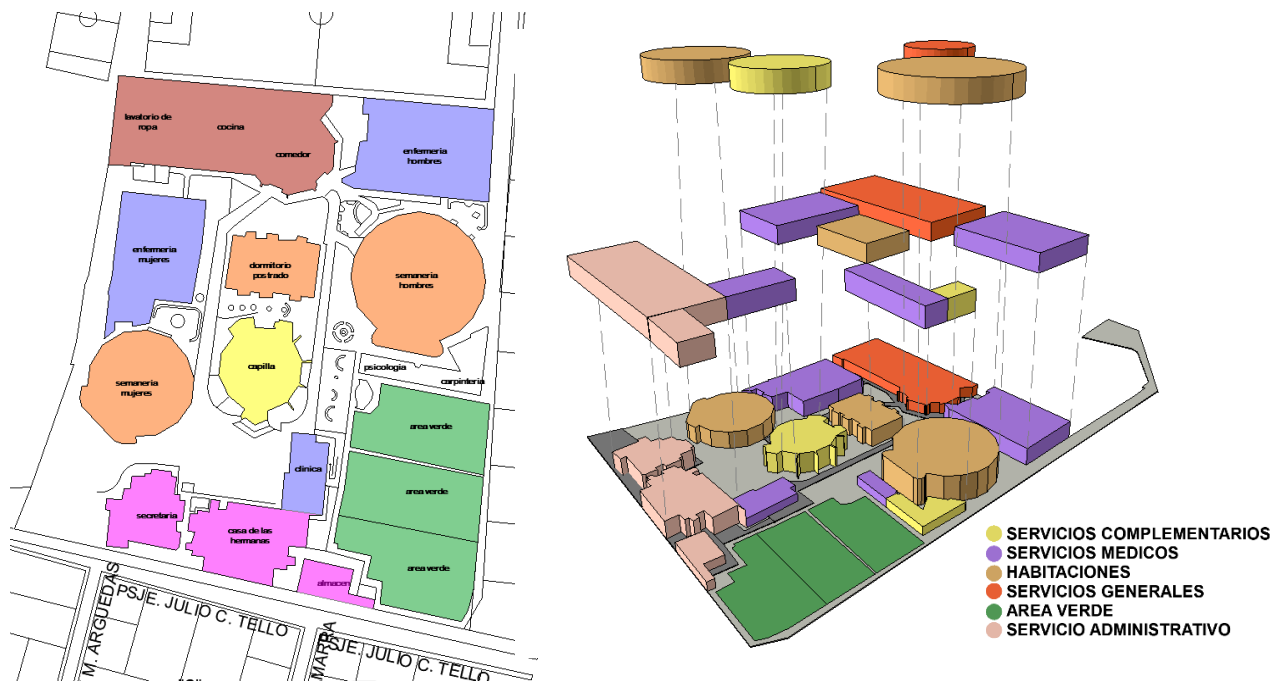 lavatorio de
ropa
cocina
comedor
enfermeria
hombres
enfermeria
mujeres
dormitorio
postrado
semaneria
hombres
capilla
semaneria
mujeres
psicologia
carpinteria
area verde
clinica
area verde
secretaria
casa de las
hermanas
area verde
almacen
M. ARGUEDAS
PSJE. JULIO C. TELLO
MARRA
SJE. JULIO C. TELLO
SERVICIOS COMPLEMENTARIOS
SERVICIOS MEDICOS
HABITACIONES
SERVICIOS GENERALES
AREA VERDE
SERVICIO ADMINISTRATIVO